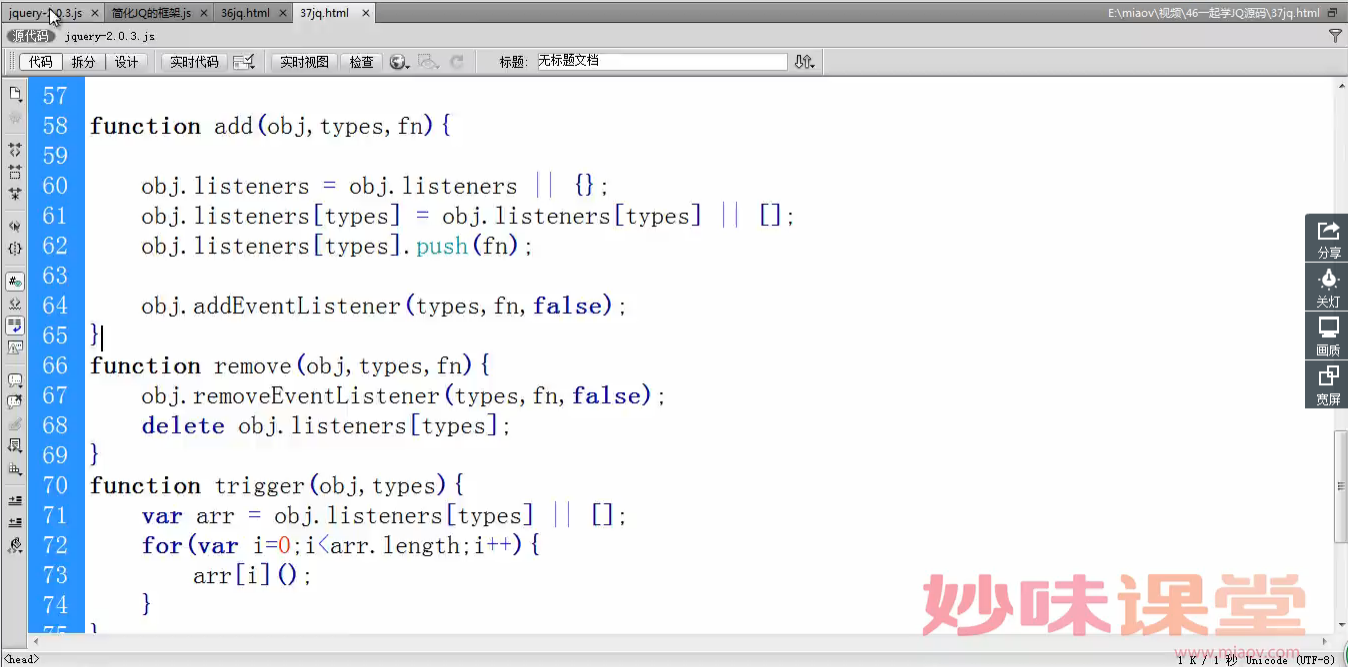 jquery-2.0.3.js × 简化JQ的框架.js × 36jq.html × 37jq.html × E:\miaov\视频\46一起学JQ源码\37jq.html
源代码 jquery-2.0.3.js
代码 拆分 设计 实时代码 实时视图 检查 标题: 无标题文档
57
58 function add(obj,types,fn){
59
60 obj.listeners = obj.listeners || {};
61 obj.listeners[types] = obj.listeners[types] || [];
62 obj.listeners[types].push(fn);
63
64 obj.addEventListener(types,fn,false);
65 }
66 function remove(obj,types,fn){
67 obj.removeEventListener(types,fn,false);
68 delete obj.listeners[types];
69 }
70 function trigger(obj,types){
71 var arr = obj.listeners[types] || [];
72 for(var i=0;i<arr.length;i++){
73 arr[i]();
74 }
75 }
分享
关灯
画质
宽屏
妙味课堂
www.miaov.com
<head> 1 K / 1 秒 Unicode (UTF-8)